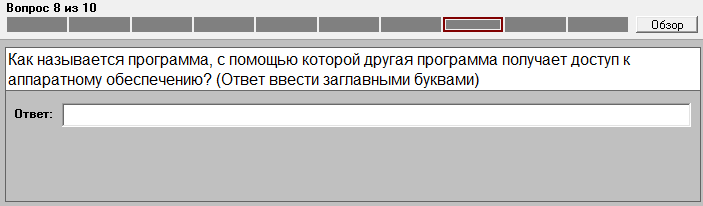 Вопрос 8 из 10
Обзор
Как называется программа, с помощью которой другая программа получает доступ к
аппаратному обеспечению? (Ответ ввести заглавными буквами)
Ответ: